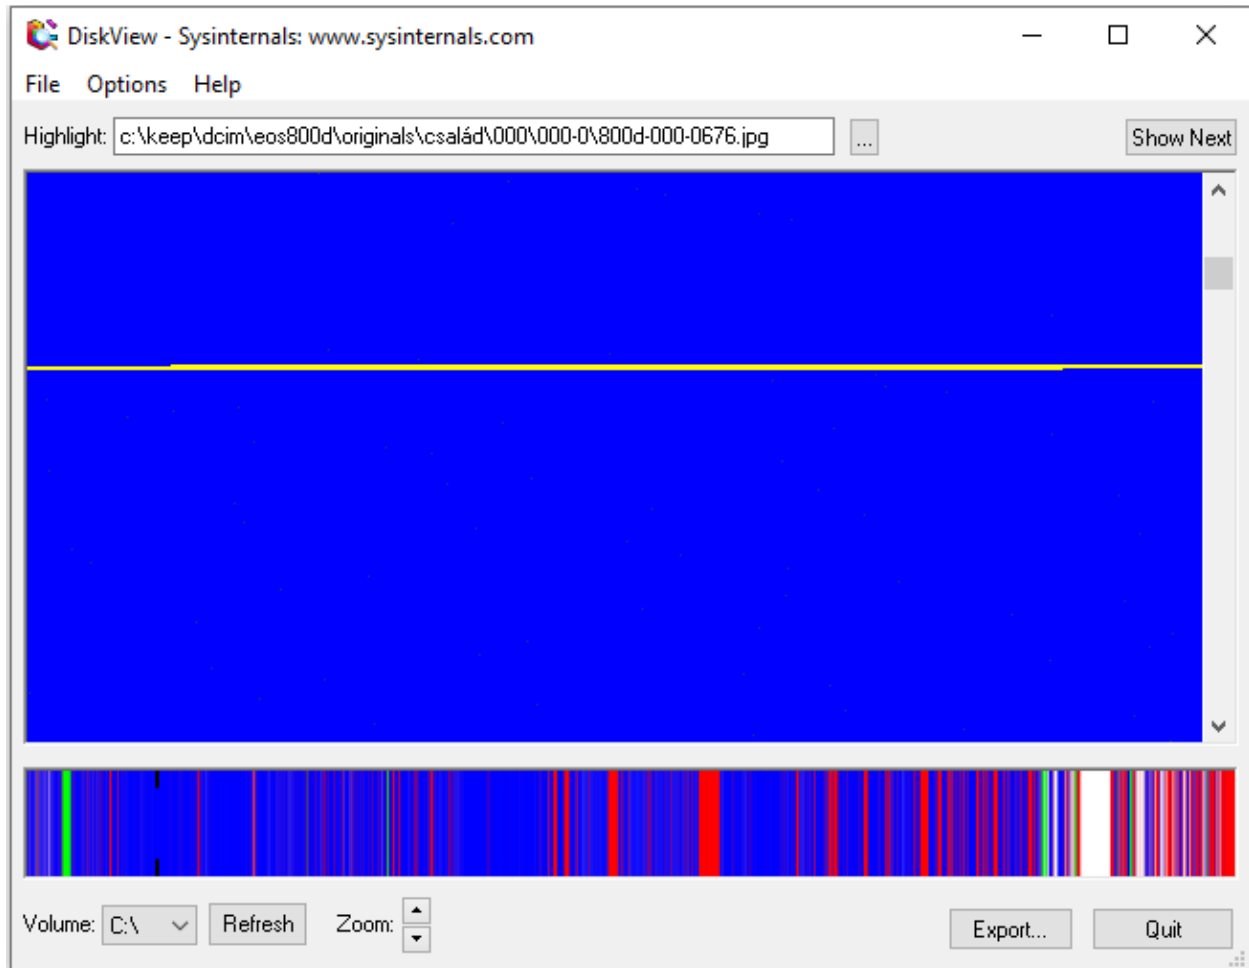 DiskView - Sysinternals: www.sysinternals.com
File Options Help
Highlight: c:\keep\dcim\eos800d\originals\család\000\000-0\800d-000-0676.jpg ... Show Next
Volume: C:\ Refresh Zoom: Export... Quit